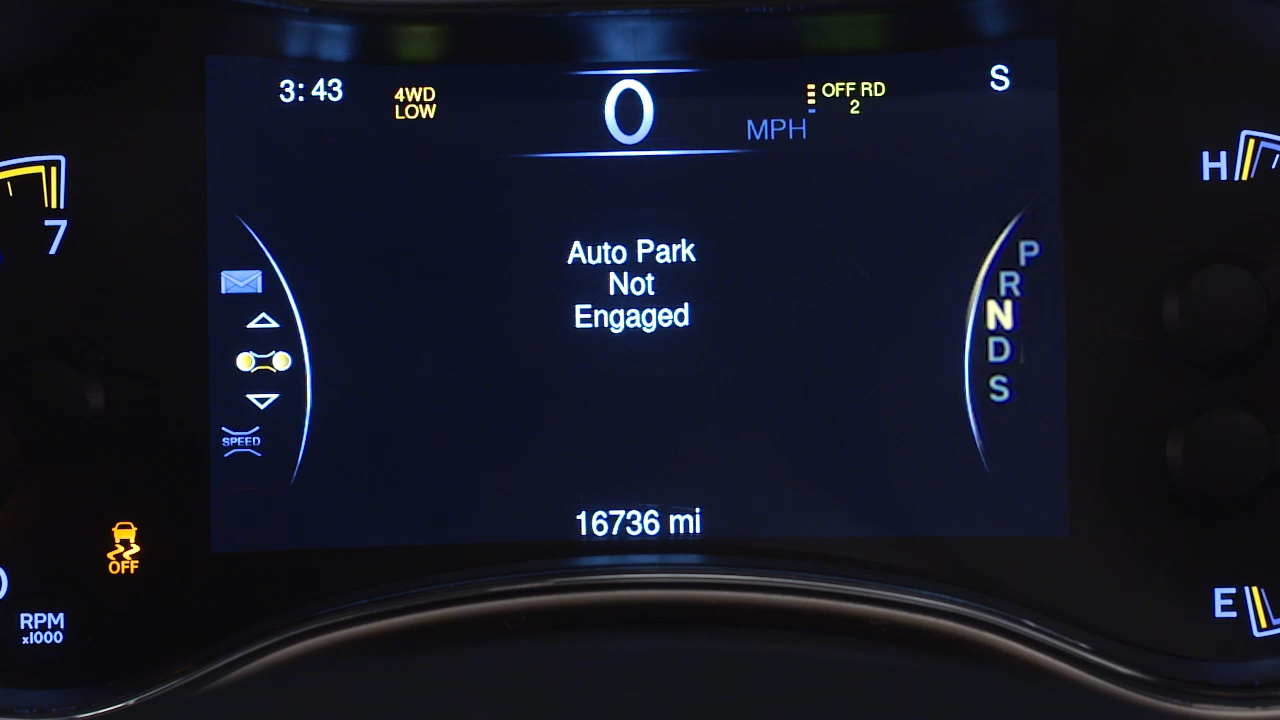 3:43
4WD
LOW
0
MPH
OFF RD
2
S
7
H
Auto Park
Not
Engaged
P
R
N
D
S
SPEED
16736 mi
OFF
0
RPM
x1000
E